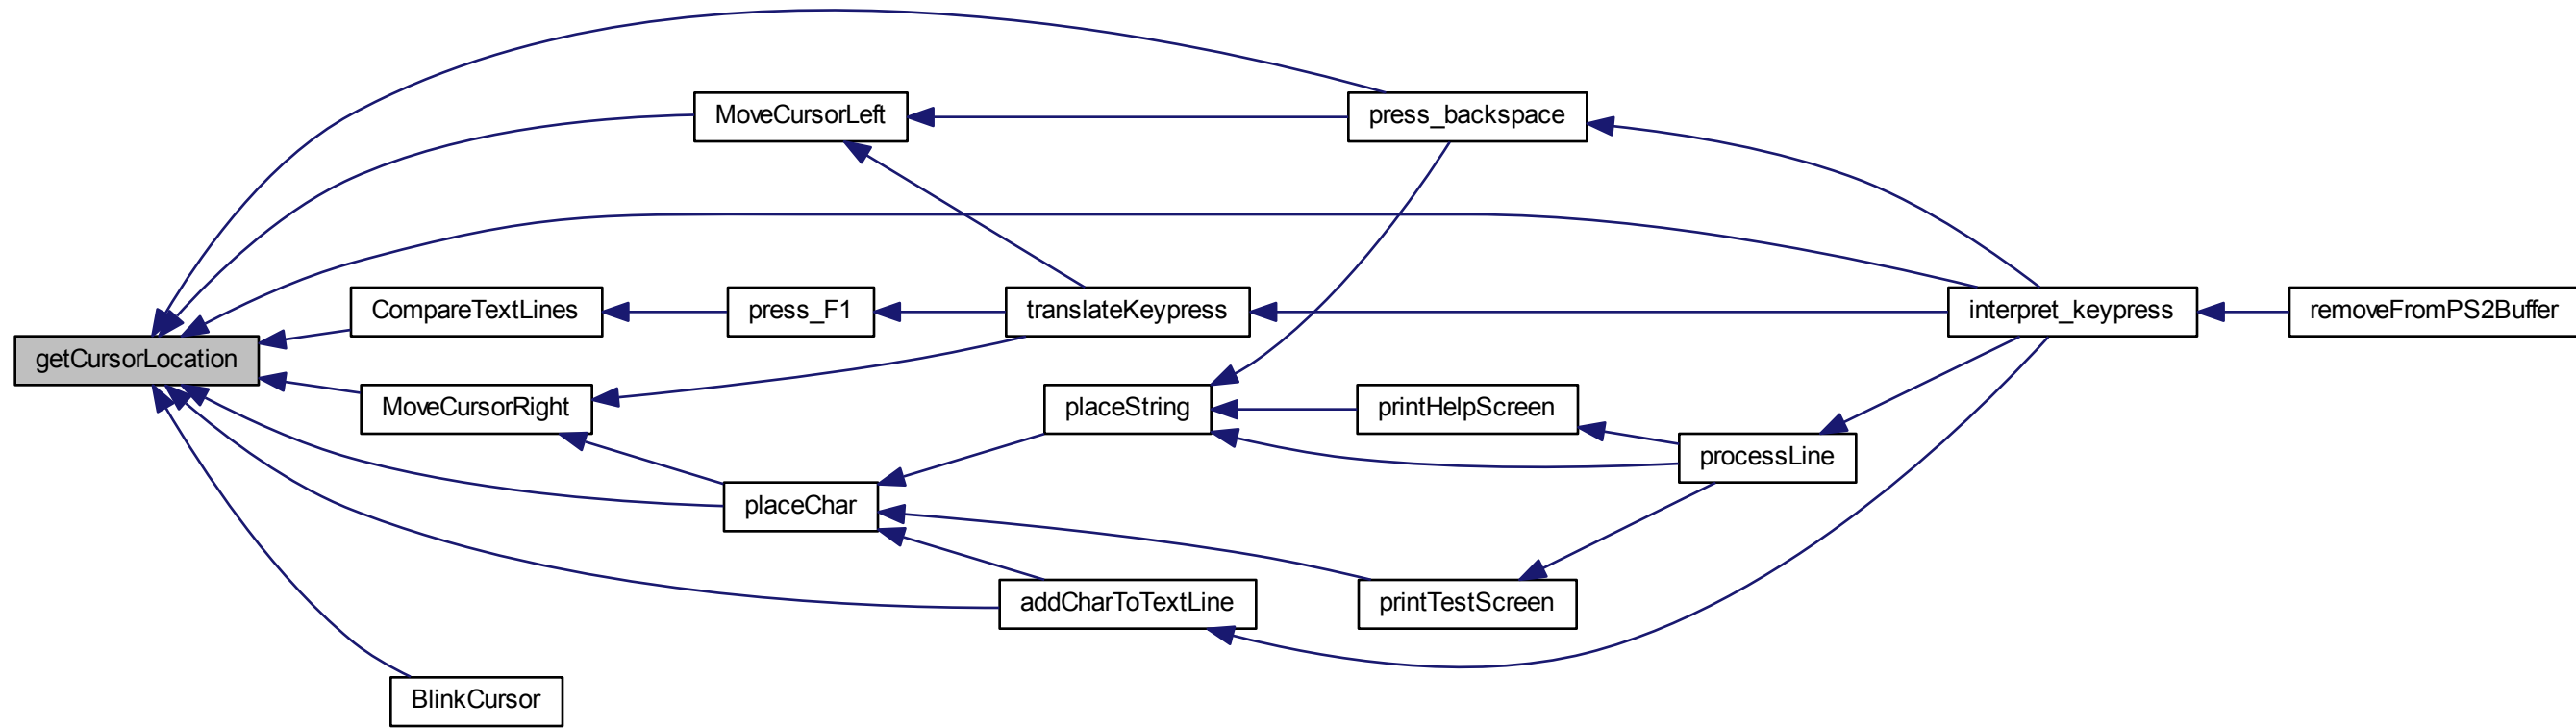 MoveCursorLeft
press_backspace
CompareTextLines
press_F1
translateKeypress
interpret_keypress
removeFromPS2Buffer
getCursorLocation
MoveCursorRight
placeString
printHelpScreen
processLine
placeChar
addCharToTextLine
printTestScreen
BlinkCursor